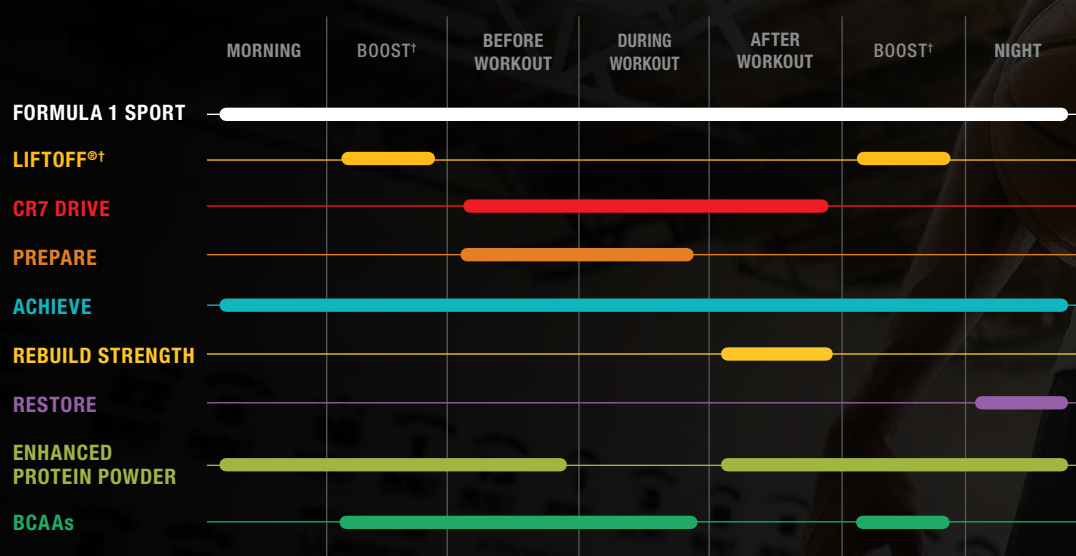 MORNING
BOOST†
BEFORE
WORKOUT
DURING
WORKOUT
AFTER
WORKOUT
BOOST†
NIGHT
FORMULA 1 SPORT
LIFTOFF®†
CR7 DRIVE
PREPARE
ACHIEVE
REBUILD STRENGTH
RESTORE
ENHANCED
PROTEIN POWDER
BCAAs